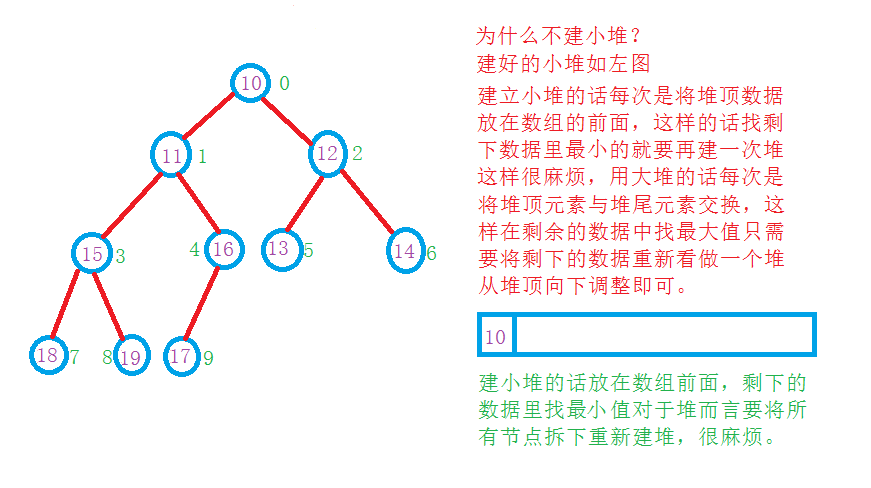 为什么不建小堆？
建好的小堆如左图
建立小堆的话每次是将堆顶数据
放在数组的前面，这样的话找剩
下数据里最小的就要再建一次堆
这样很麻烦，用大堆的话每次是
将堆顶元素与堆尾元素交换，这
样在剩余的数据中找最大值只需
要将剩下的数据重新看做一个堆
从堆顶向下调整即可。
10
建小堆的话放在数组前面，剩下的
数据里找最小值对于堆而言要将所
有节点拆下重新建堆，很麻烦。
10 0
11 1 12 2
15 3 4 16 13 5 14 6
18 7 8 19 17 9